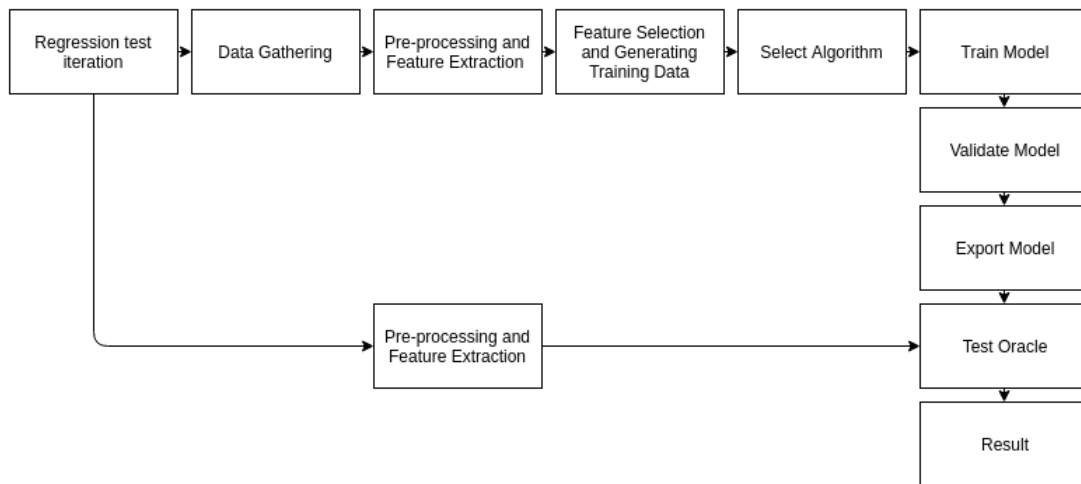 Regression test
iteration
Data Gathering
Pre-processing and
Feature Extraction
Feature Selection
and Generating
Training Data
Select Algorithm
Train Model
Validate Model
Export Model
Pre-processing and
Feature Extraction
Test Oracle
Result